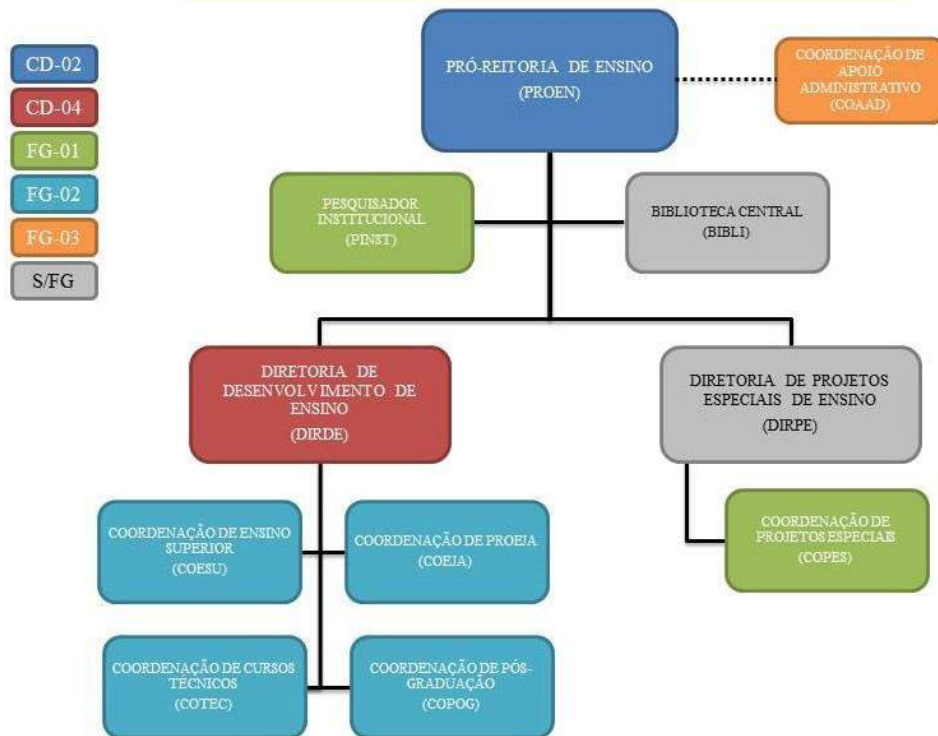 CD-02
CD-04
FG-01
FG-02
FG-03
S/FG
PRÓ-REITORIA DE ENSINO
(PROEN)
COORDENAÇÃO DE
APOIO
ADMINISTRATIVO
(COAAD)
PESQUISADOR
INSTITUCIONAL
(PINST)
BIBLIOTECA CENTRAL
(BIBLI)
DIRETORIA DE
DESENVOLVIMENTO DE
ENSINO
(DIRDE)
DIRETORIA DE PROJETOS
ESPECIAIS DE ENSINO
(DIRPE)
COORDENAÇÃO DE ENSINO
SUPERIOR
(COESU)
COORDENAÇÃO DE PROEJA
(COEJA)
COORDENAÇÃO DE
PROJETOS ESPECIAIS
(COPES)
COORDENAÇÃO DE CURSOS
TÉCNICOS
(COTEC)
COORDENAÇÃO DE PÓS-
GRADUAÇÃO
(COPOG)